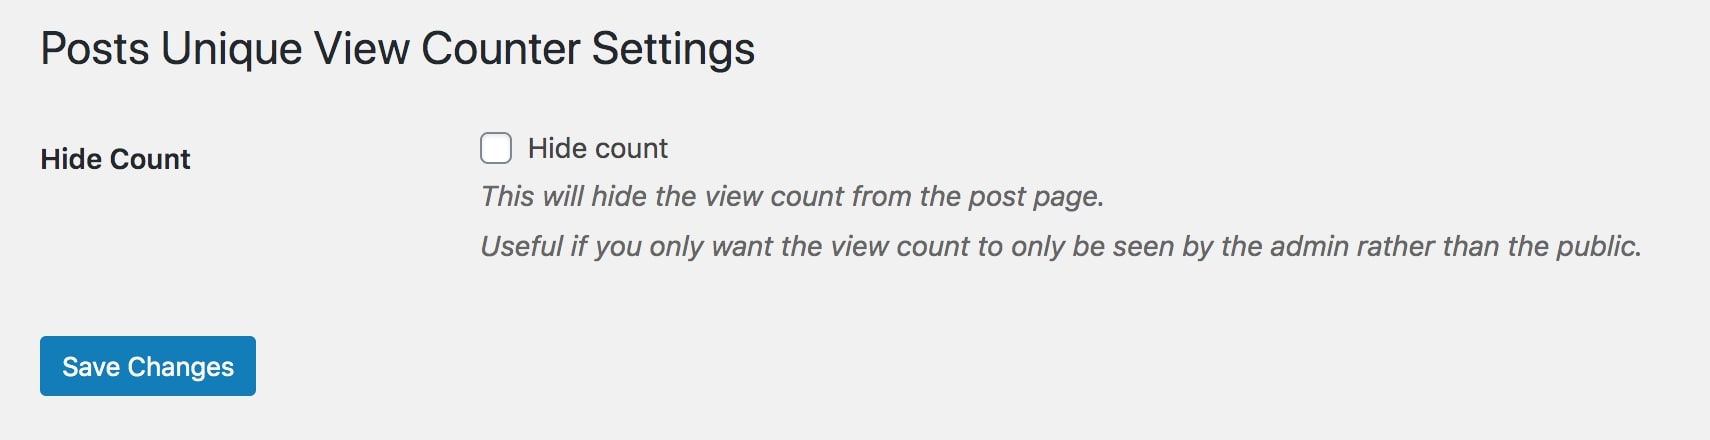 Posts Unique View Counter Settings
Hide Count
Hide count
This will hide the view count from the post page.
Useful if you only want the view count to only be seen by the admin rather than the public.
Save Changes